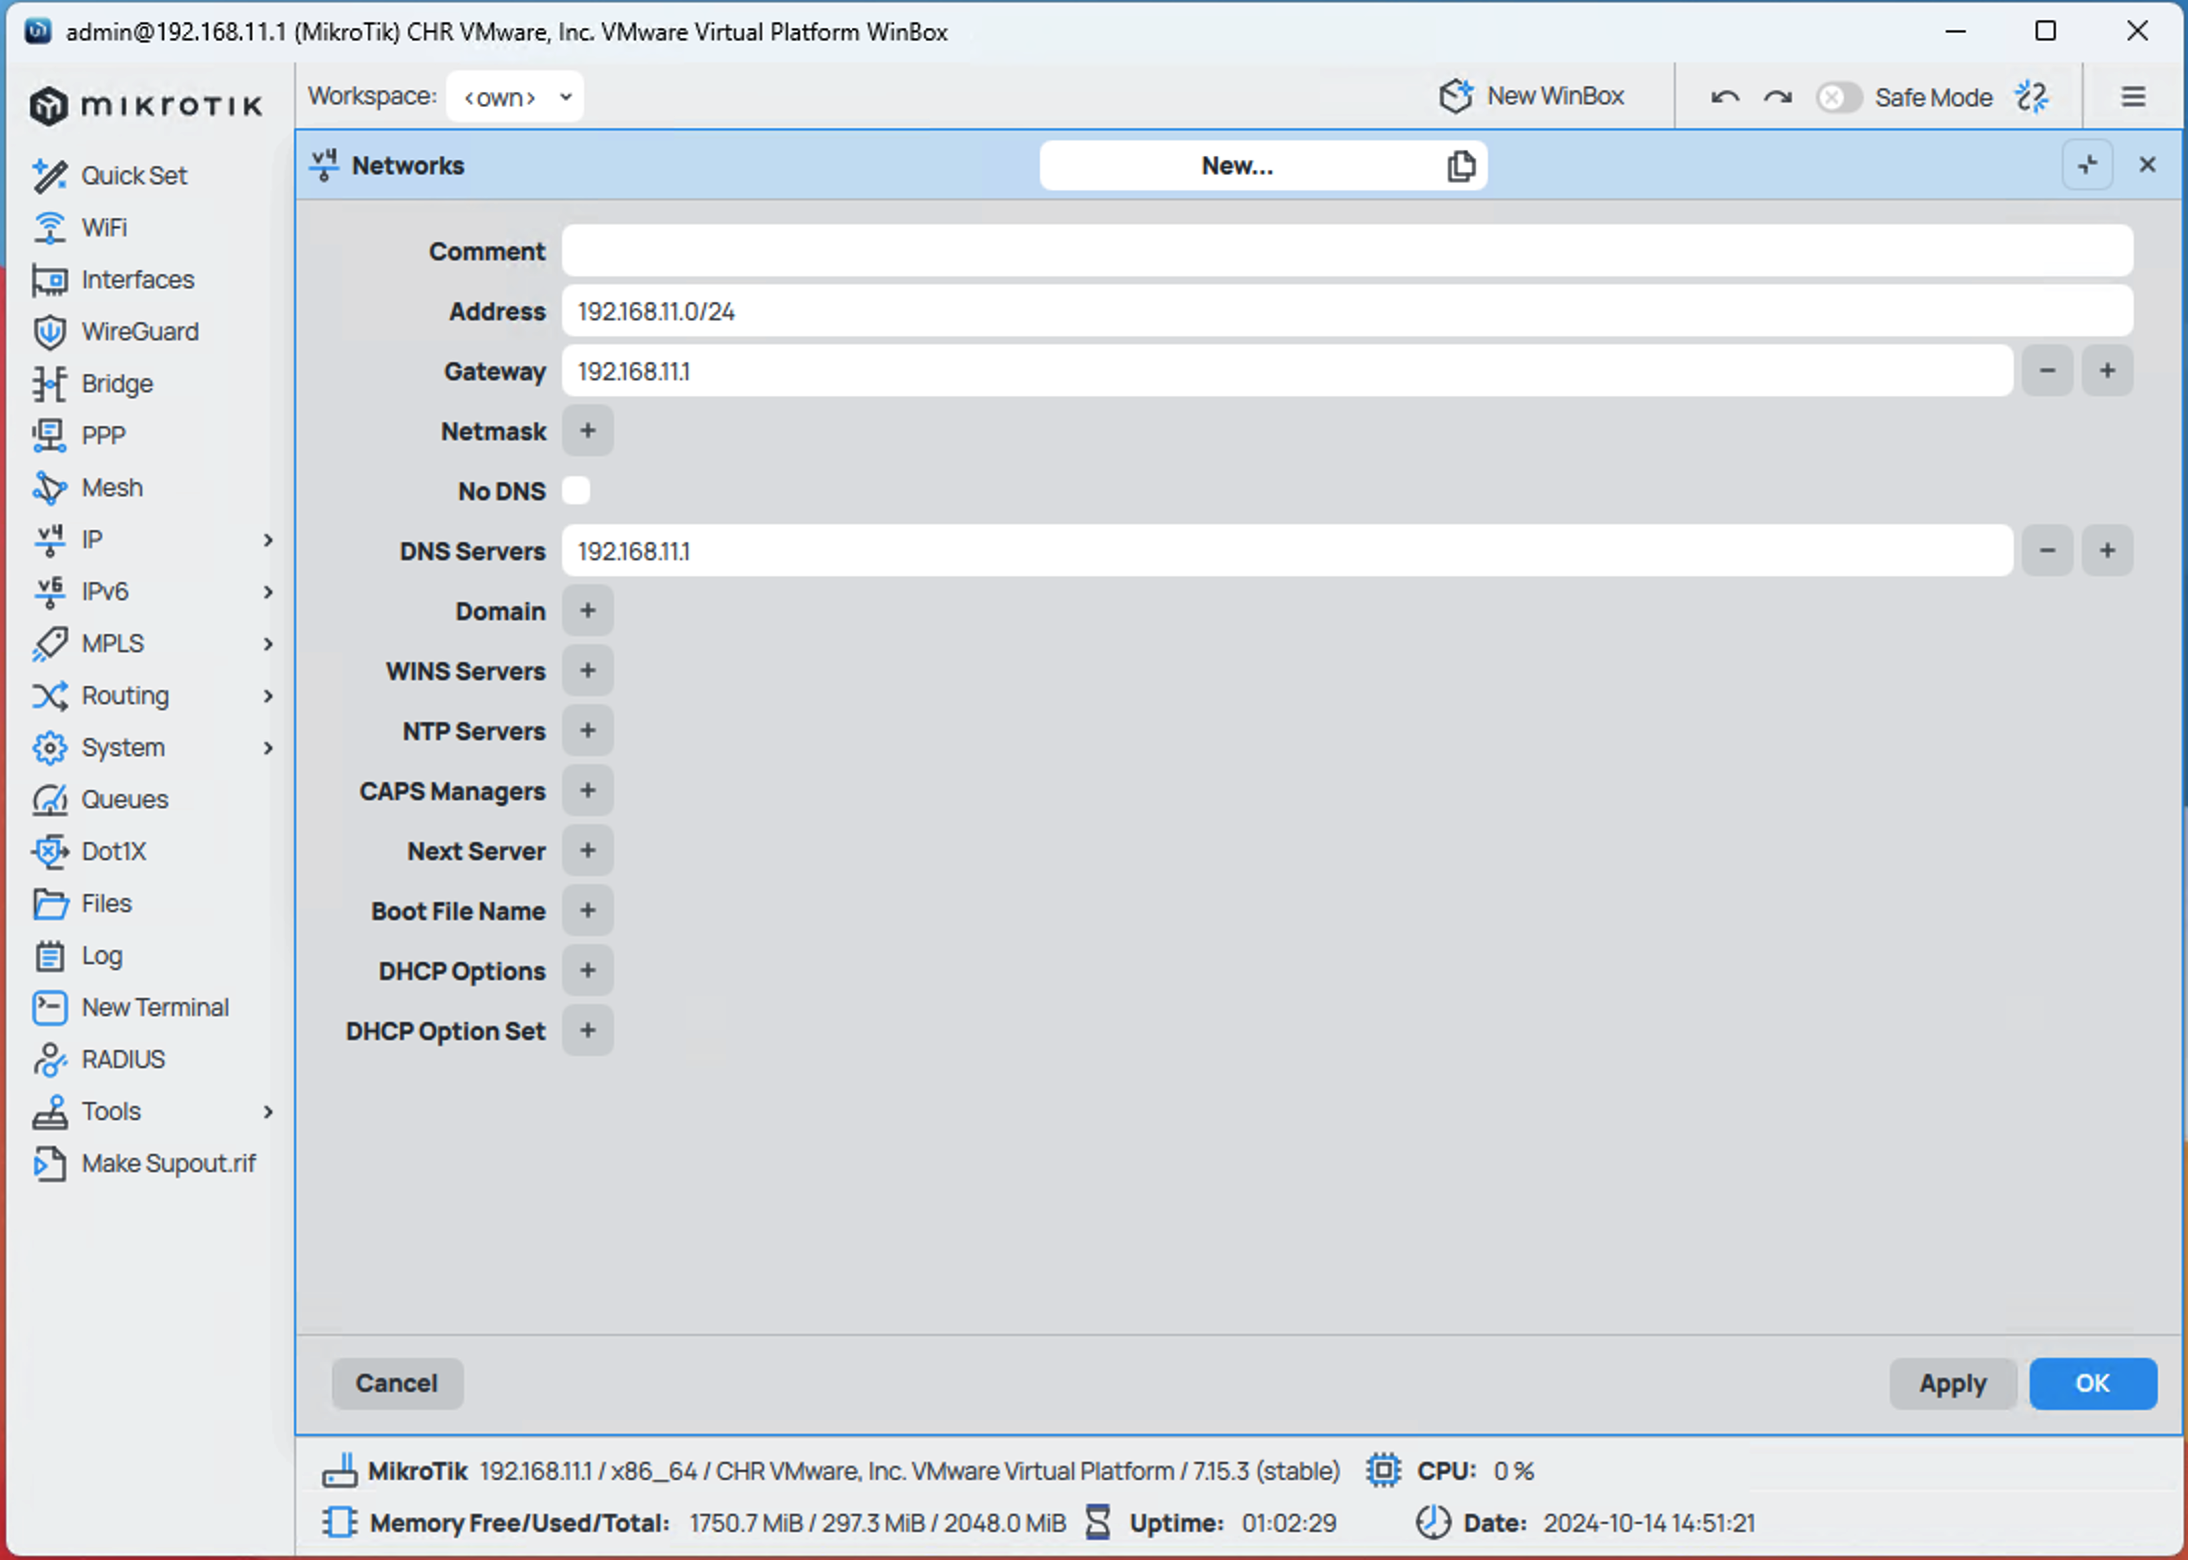 admin@192.168.11.1 (MikroTik) CHR VMware, Inc. VMware Virtual Platform WinBox
MIKROTIK
Workspace: <own>
New WinBox
Safe Mode
Quick Set
WiFi
Interfaces
WireGuard
Bridge
PPP
Mesh
v4 IP
v6 IPv6
MPLS
Routing
System
Queues
Dot1X
Files
Log
New Terminal
RADIUS
Tools
Make Supout.rif
v4 Networks
New...
Comment
Address 192.168.11.0/24
Gateway 192.168.11.1 - +
Netmask +
No DNS
DNS Servers 192.168.11.1 - +
Domain +
WINS Servers +
NTP Servers +
CAPS Managers +
Next Server +
Boot File Name +
DHCP Options +
DHCP Option Set +
Cancel
Apply
OK
MikroTik 192.168.11.1 / x86_64 / CHR VMware, Inc. VMware Virtual Platform / 7.15.3 (stable) CPU: 0 %
Memory Free/Used/Total: 1750.7 MiB / 297.3 MiB / 2048.0 MiB Uptime: 01:02:29 Date: 2024-10-14 14:51:21